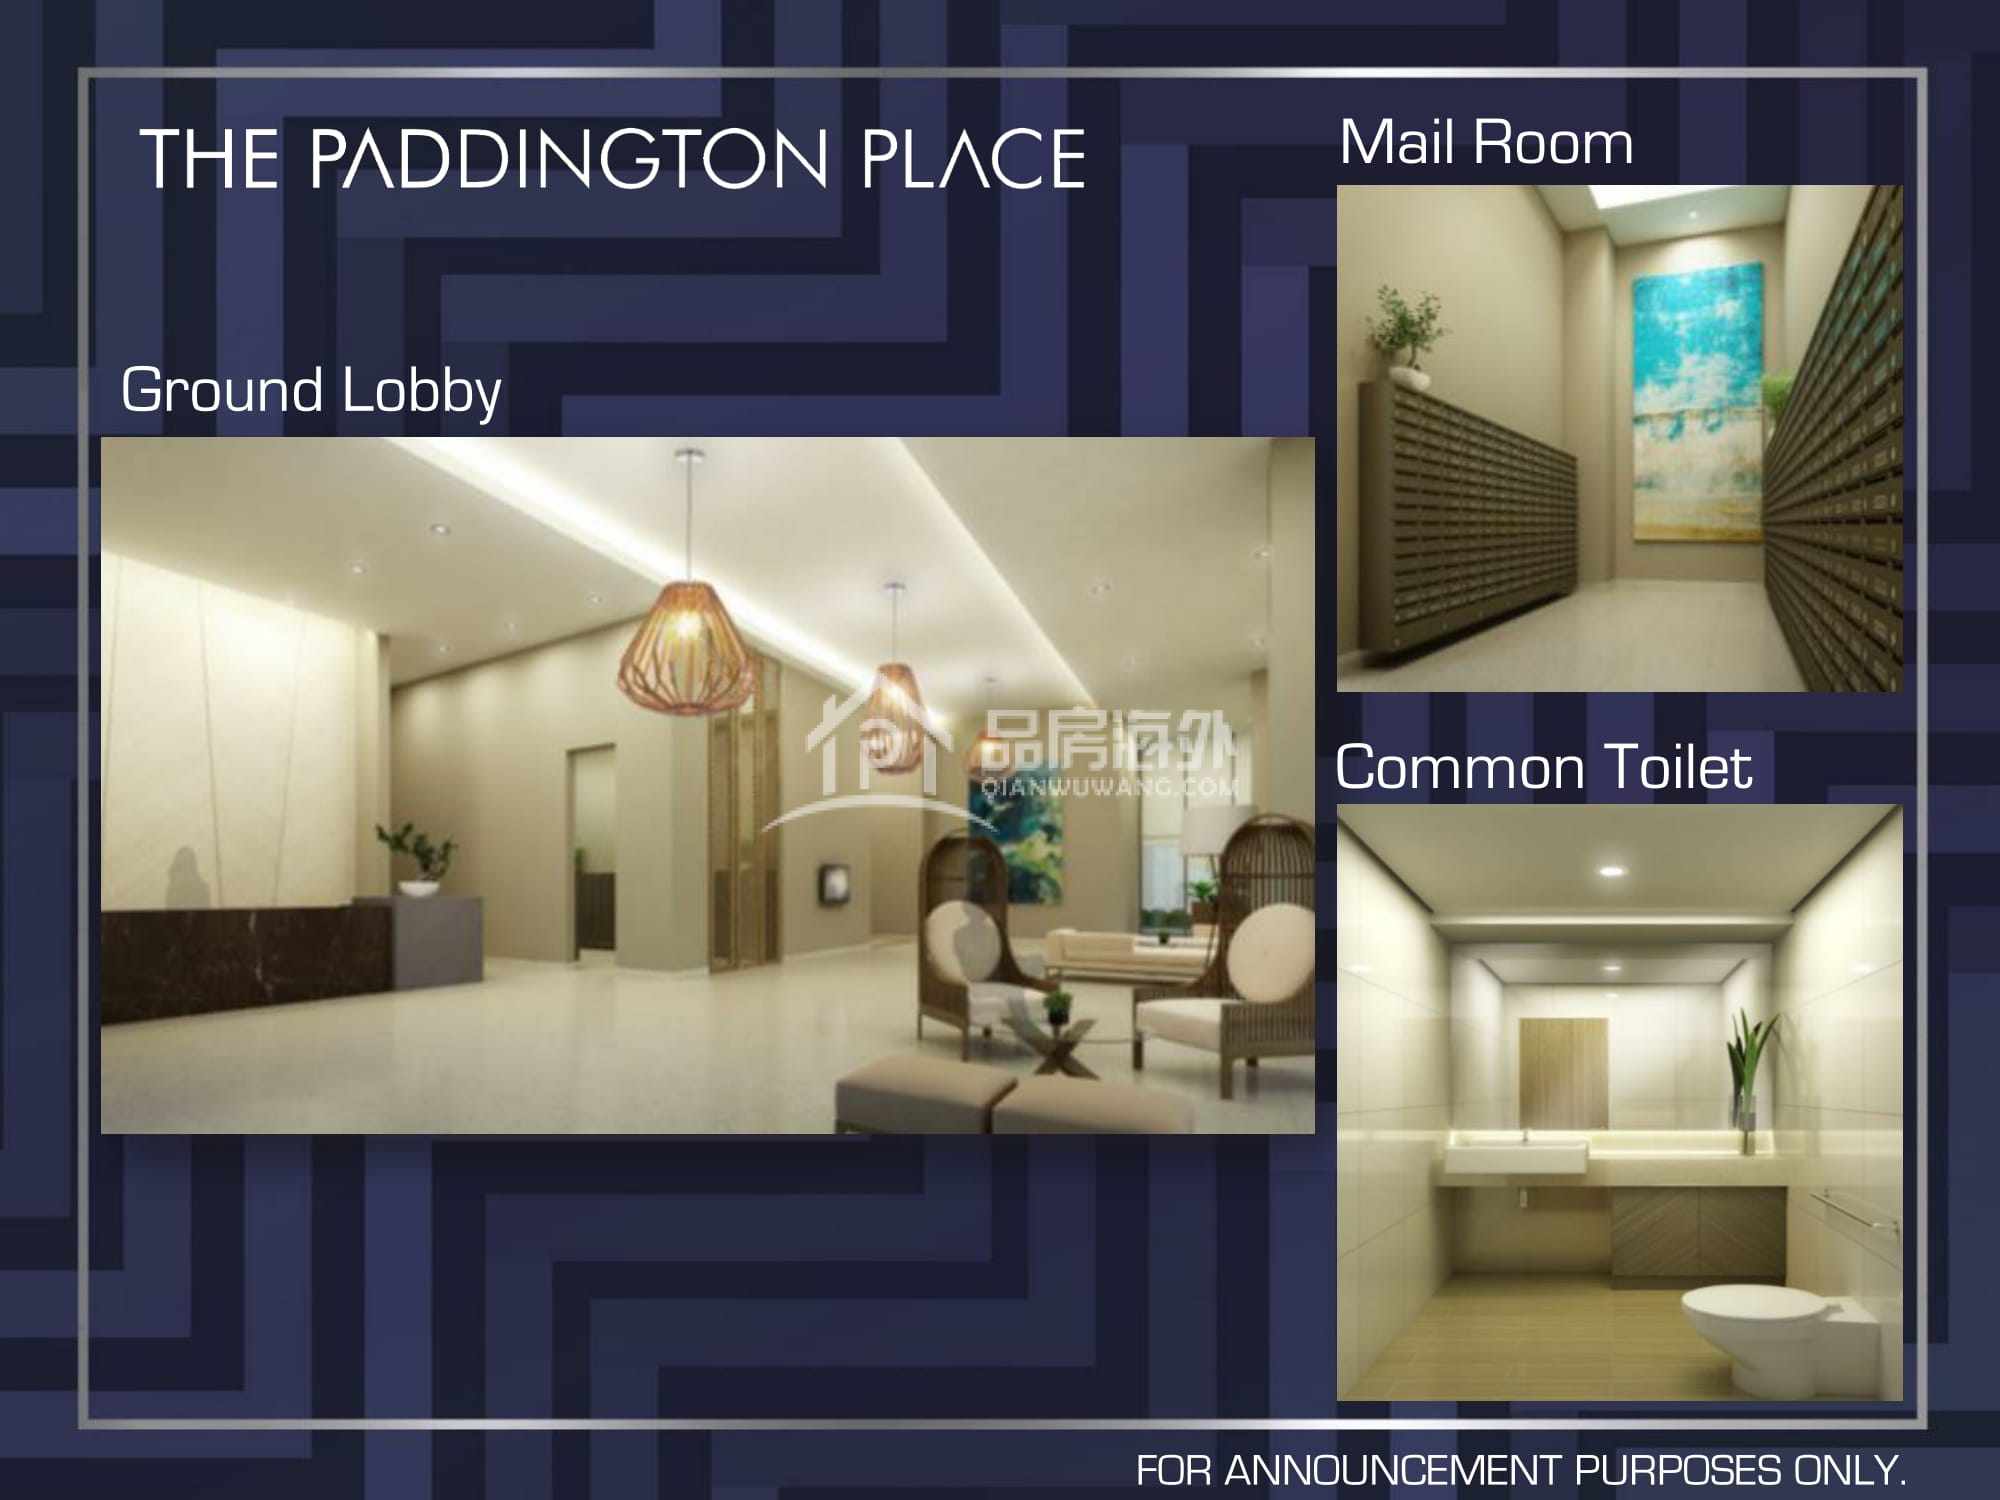 THE PADDINGTON PLACE
Mail Room
Ground Lobby
品房海外
QIANWUWANG.COM
Common Toilet
FOR ANNOUNCEMENT PURPOSES ONLY.